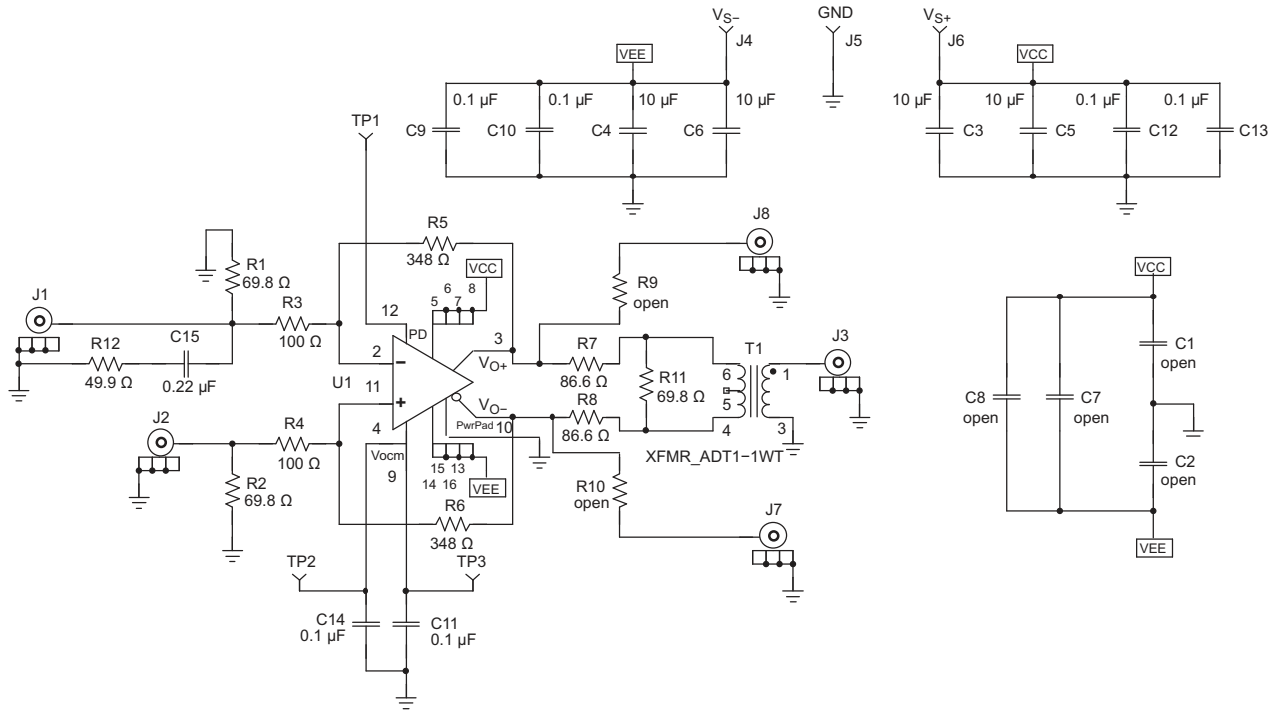 VS− GND VS+
J4 J5 J6
VEE VCC
0.1 µF 0.1 µF 10 µF 10 µF 10 µF 10 µF 0.1 µF 0.1 µF
TP1
C9 C10 C4 C6 C3 C5 C12 C13
J8
R5
348 Ω
VCC
R1
69.8 Ω
6 8
5 7
R9
open
VCC
J1
R3
100 Ω
12
PD
3
VO+
R7
86.6 Ω
T1
J3
R12
49.9 Ω
C15
0.22 µF
2
−
U1
11
+
R11
69.8 Ω
6
5
4
1
3
C1
open
C8
open
C7
open
J2
R4
100 Ω
4
VO−
PwrPad 10
R8
86.6 Ω
XFMR_ADT1−1WT
Vocm
9
15 13
14 16
VEE
R2
69.8 Ω
R10
open
C2
open
R6
348 Ω
J7
VEE
TP2 TP3
C14
0.1 µF
C11
0.1 µF